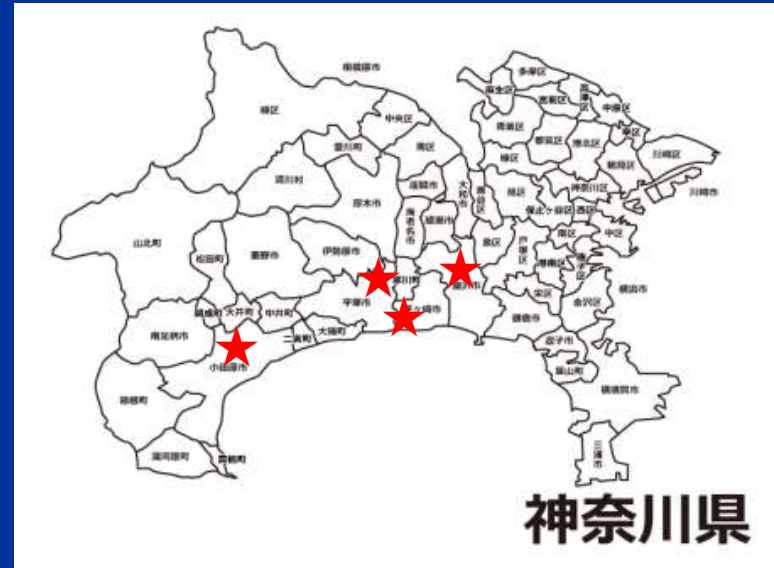 相模原市
緑区
中央区
愛川町
南区
清川村
座間市
大和市
厚木市
海老名市
綾瀬市
山北町
松田町
秦野市
伊勢原市
寒川町
平塚市
茅ヶ崎市
藤沢市
開成町
大井町
中井町
南足柄市
二宮町
大磯町
小田原市
箱根町
湯河原町
真鶴町
多摩区
麻生区
宮前区
高津区
中原区
幸区
川崎区
川崎市
青葉区
都筑区
港北区
鶴見区
緑区
瀬谷区
旭区
神奈川区
保土ヶ谷区
西区
中区
泉区
戸塚区
南区
港南区
磯子区
栄区
金沢区
横浜市
鎌倉市
逗子市
葉山町
横須賀市
三浦市
神奈川県